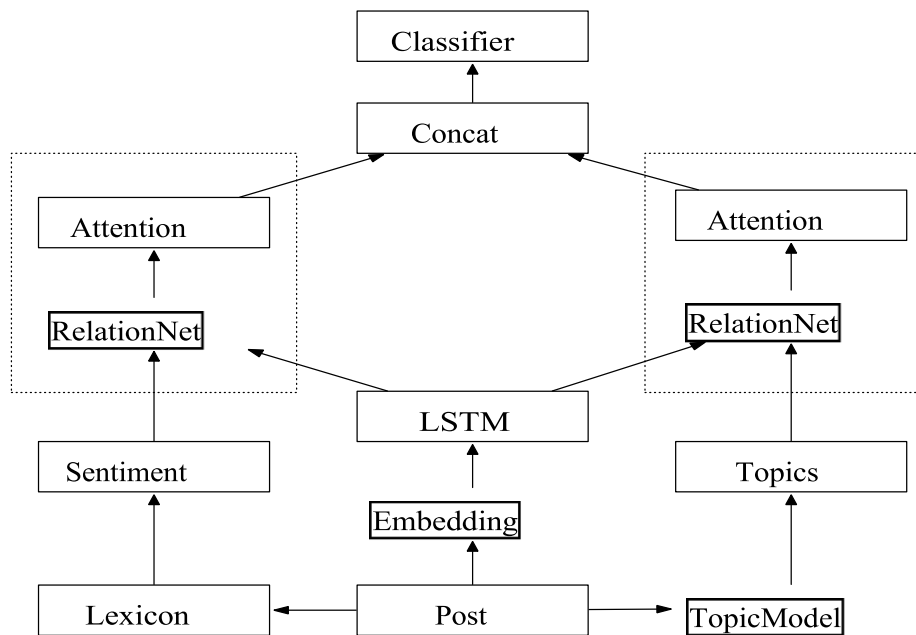 Classifier
Concat
Attention
Attention
RelationNet
RelationNet
LSTM
Sentiment
Topics
Embedding
Lexicon
Post
TopicModel